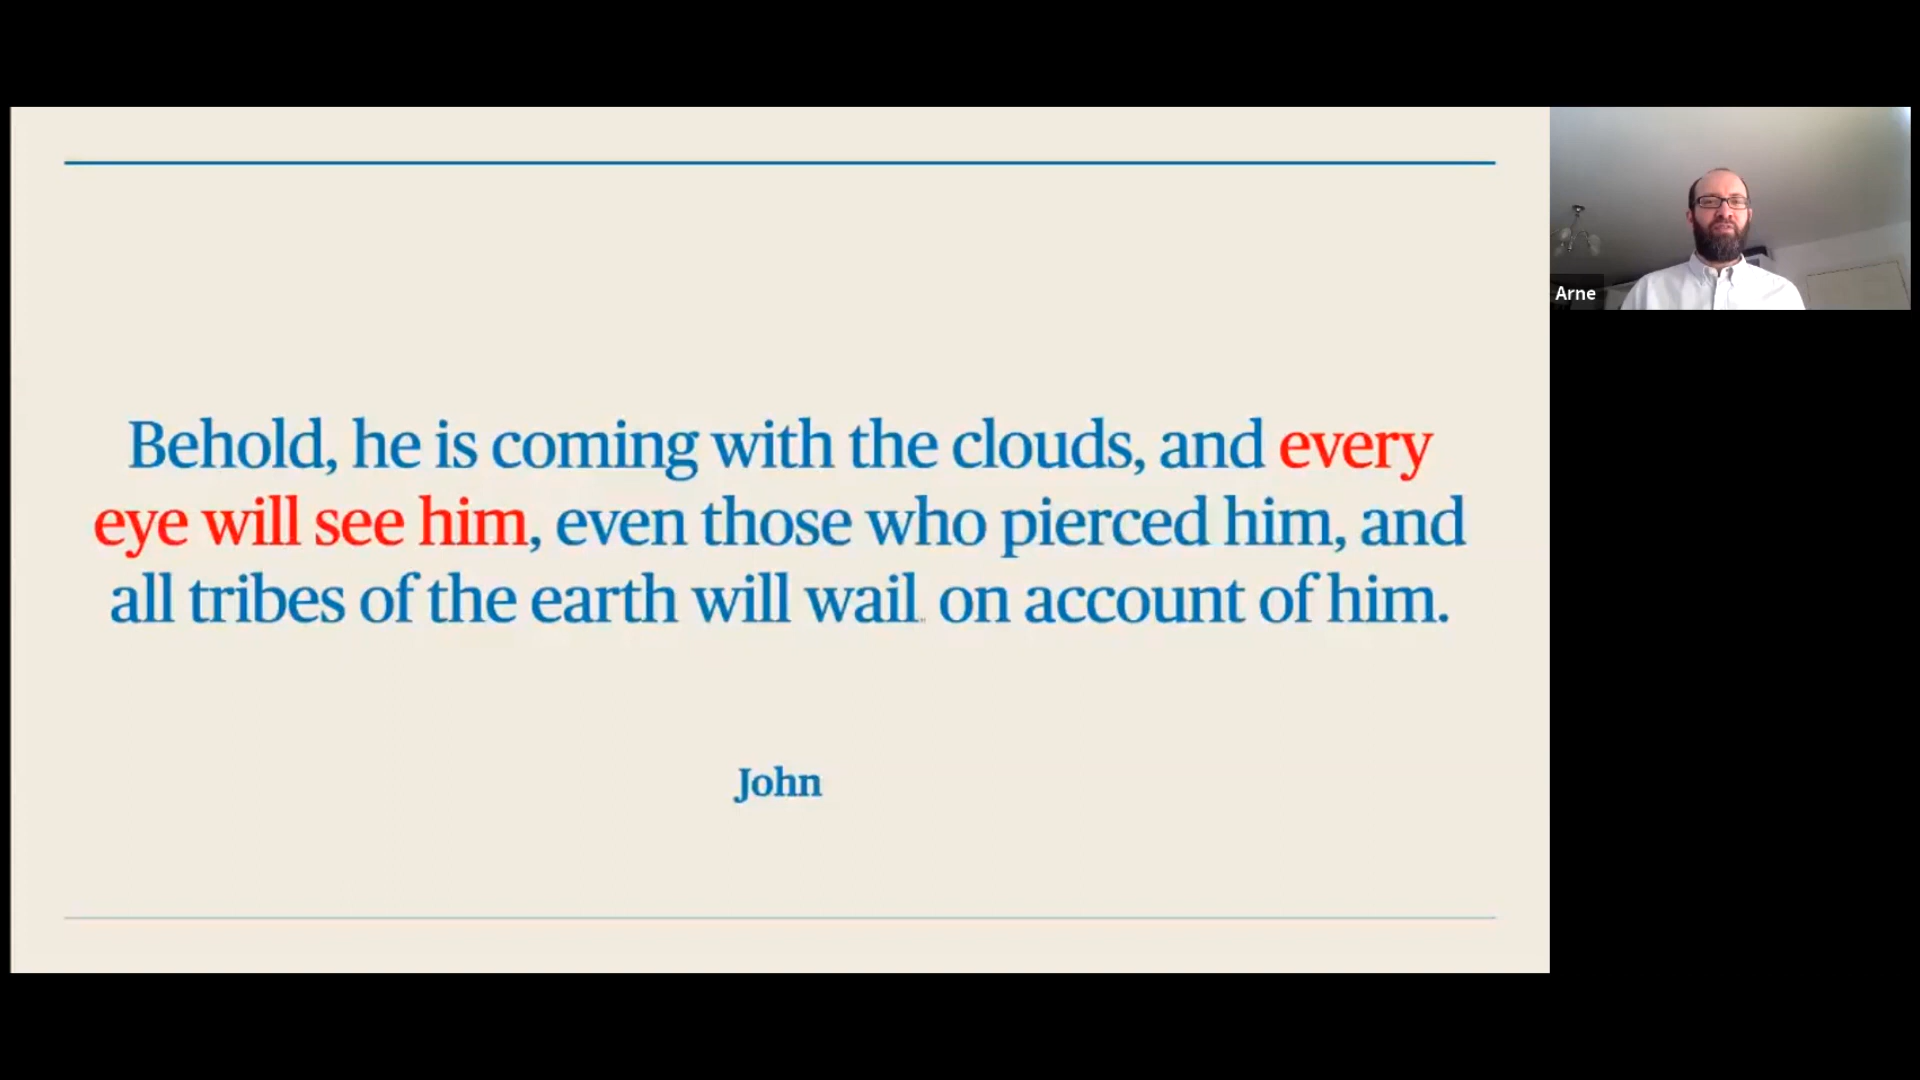 Behold, he is coming with the clouds, and every
eye will see him, even those who pierced him, and
all tribes of the earth will wail on account of him.
John
Arne